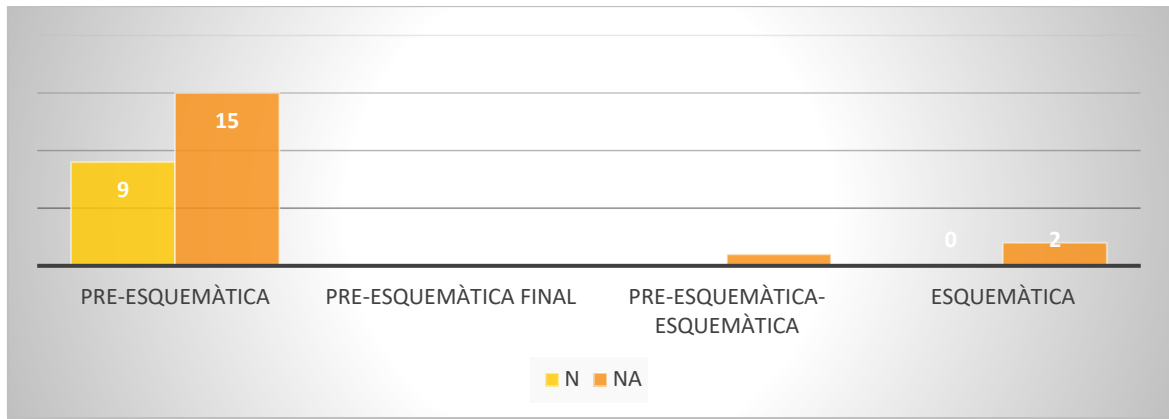 15
9
0 2
PRE-ESQUEMÀTICA PRE-ESQUEMÀTICA FINAL PRE-ESQUEMÀTICA- ESQUEMÀTICA
ESQUEMÀTICA
N NA